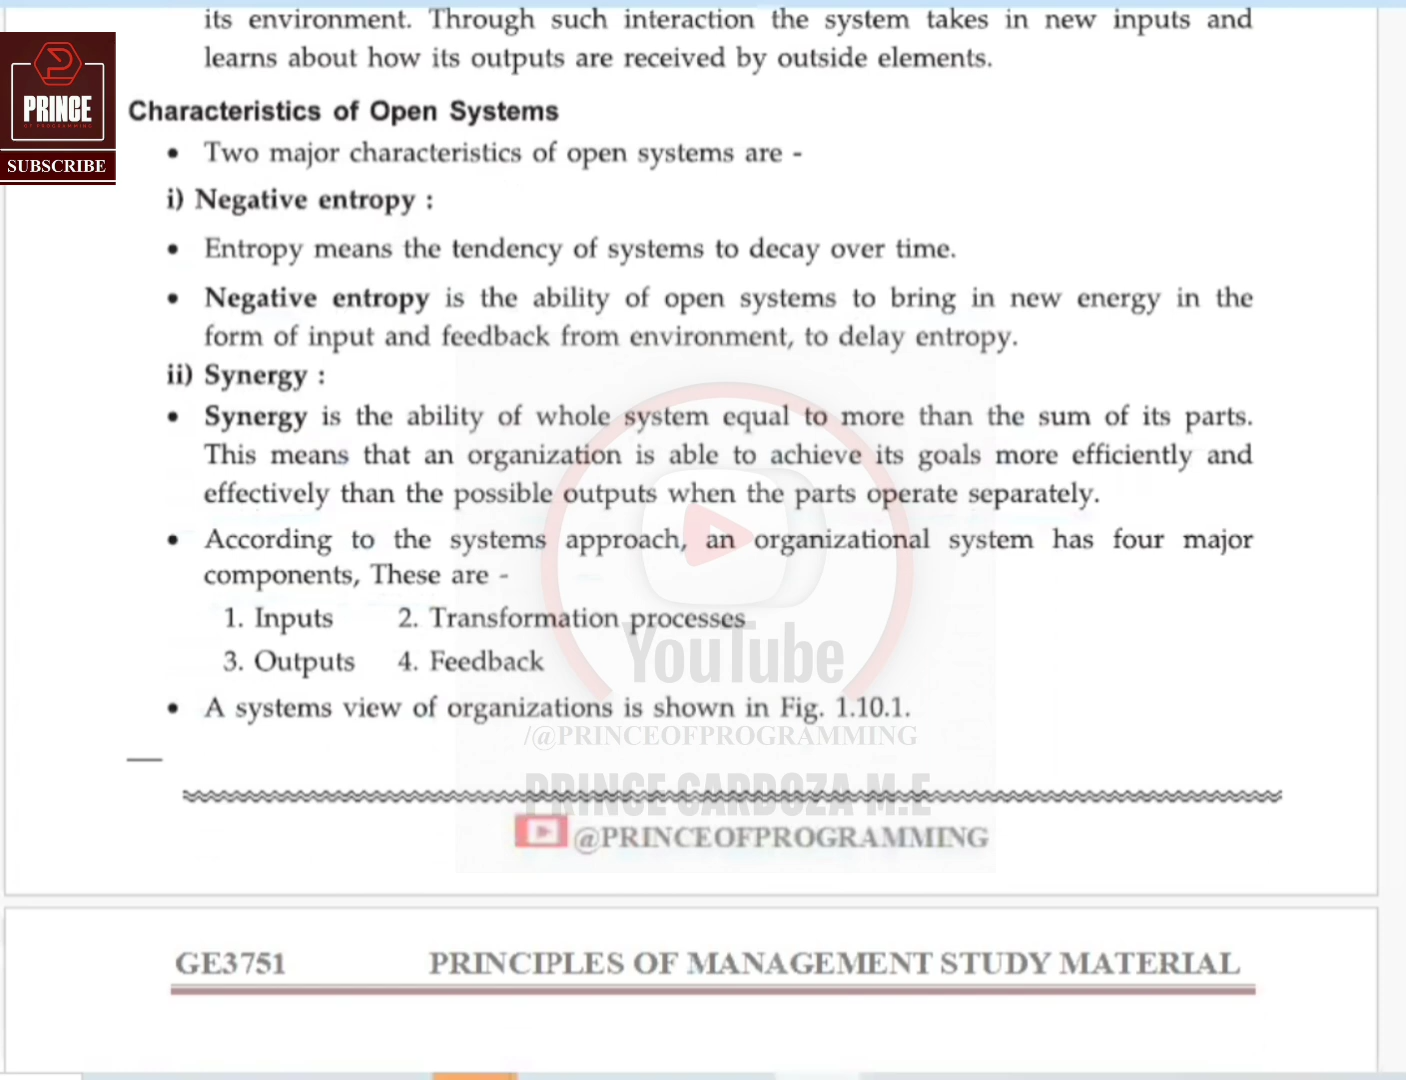 its environment. Through such interaction the system takes in new inputs and
learns about how its outputs are received by outside elements.
PRINCE
SUBSCRIBE
Characteristics of Open Systems
• Two major characteristics of open systems are -
i) Negative entropy :
• Entropy means the tendency of systems to decay over time.
• Negative entropy is the ability of open systems to bring in new energy in the
form of input and feedback from environment, to delay entropy.
ii) Synergy :
• Synergy is the ability of whole system equal to more than the sum of its parts.
This means that an organization is able to achieve its goals more efficiently and
effectively than the possible outputs when the parts operate separately.
• According to the systems approach, an organizational system has four major
components, These are -
1. Inputs 2. Transformation processes
3. Outputs 4. Feedback
YouTube
• A systems view of organizations is shown in Fig. 1.10.1.
/@PRINCEOFPROGRAMMING
PRINCE CARDOZA M.E
@PRINCEOFPROGRAMMING
GE3751 PRINCIPLES OF MANAGEMENT STUDY MATERIAL